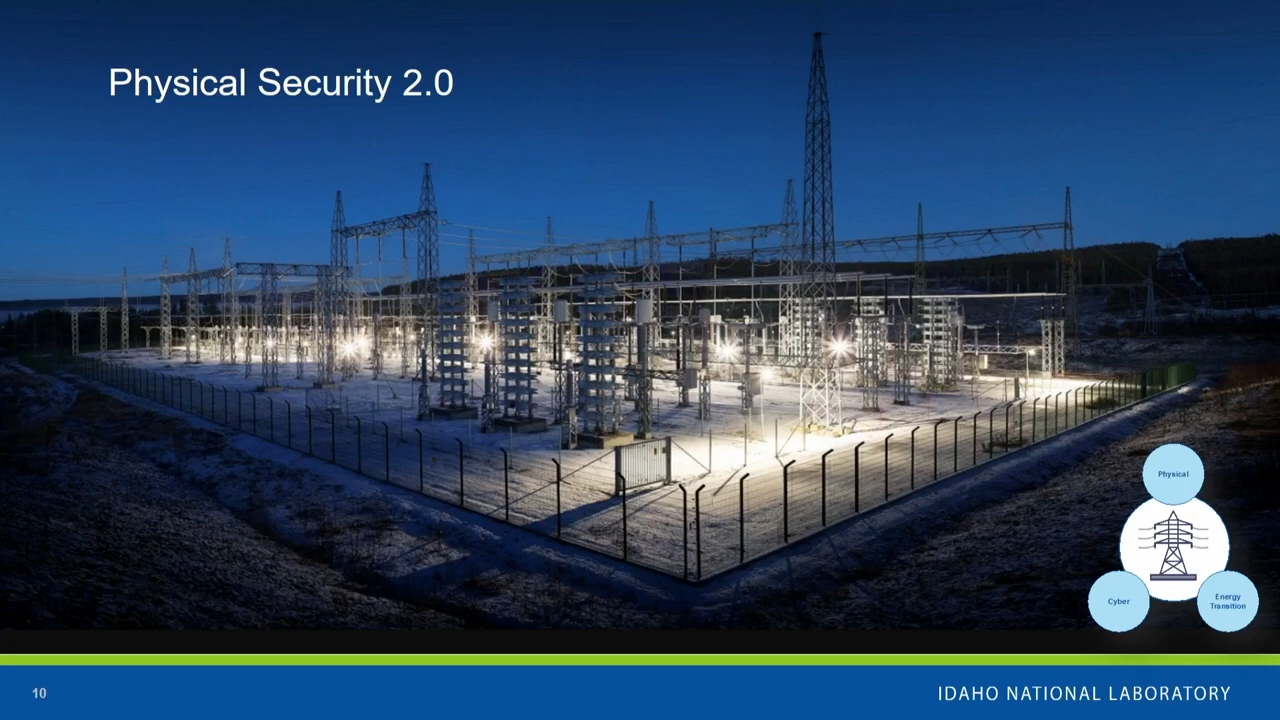 Physical Security 2.0
Physical
Cyber
Energy
Transition
10
IDAHO NATIONAL LABORATORY